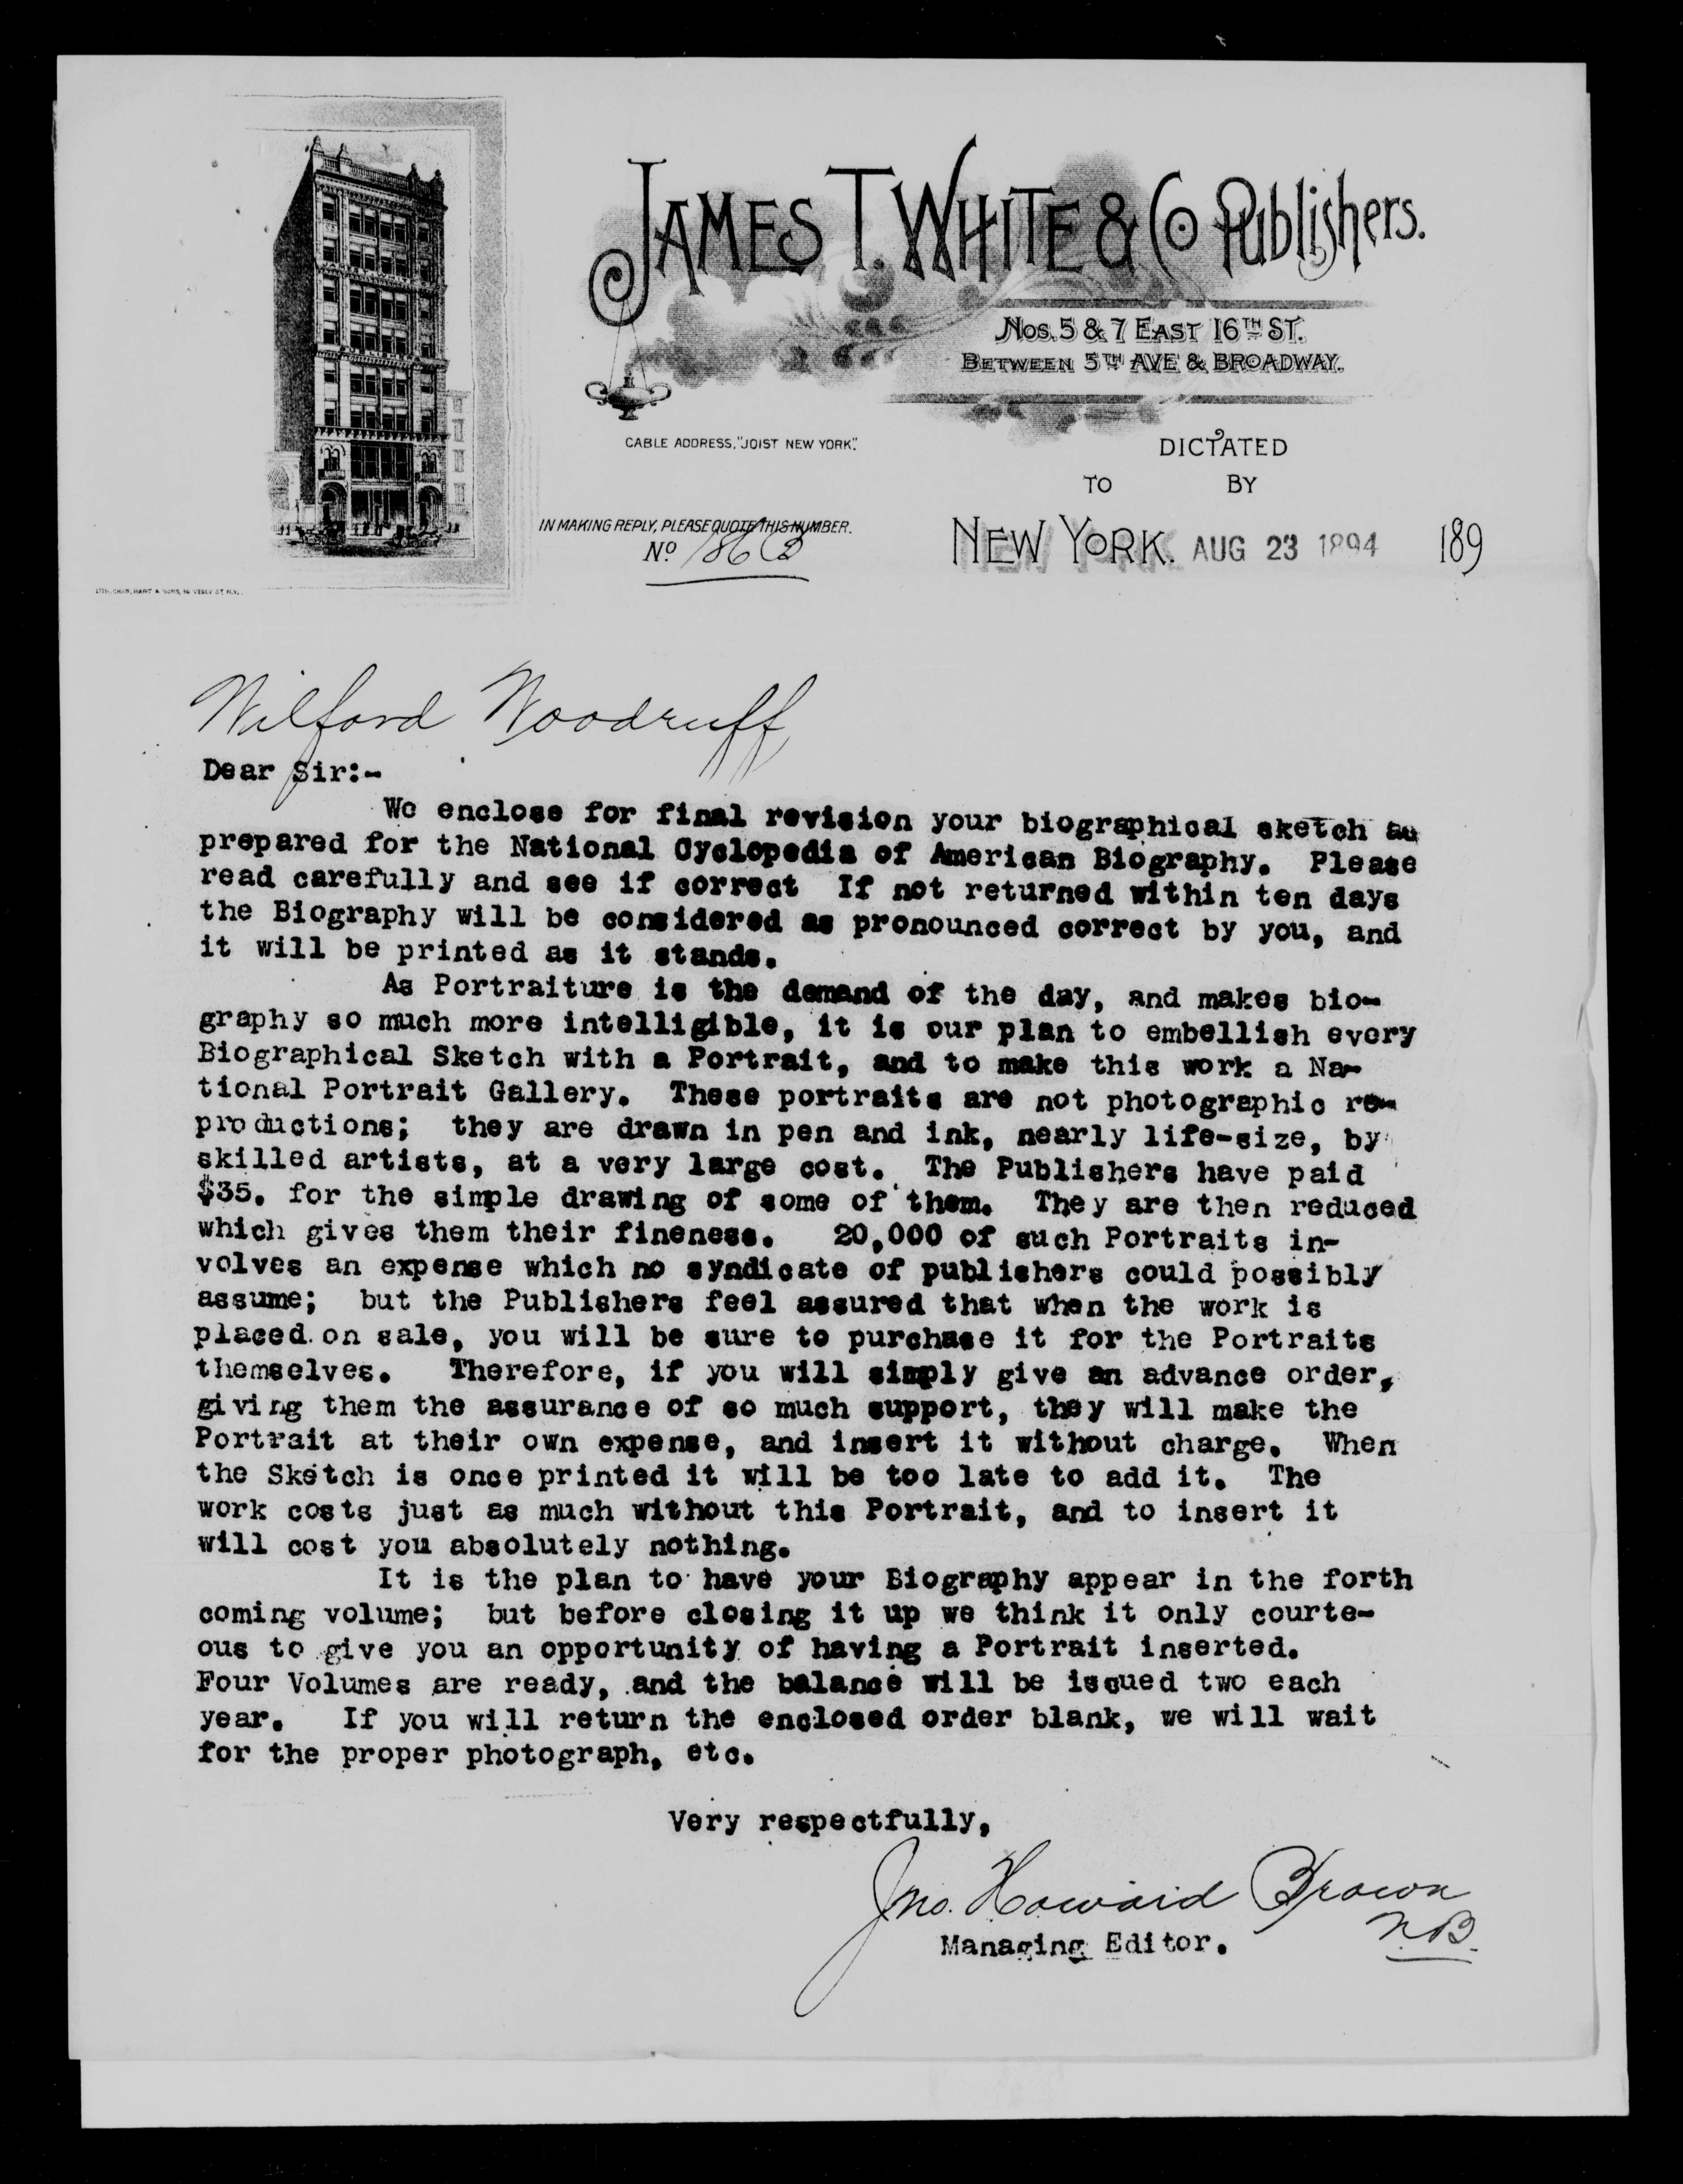 JAMES T. WHITE & CO Publishers.
Nos. 5 & 7 EAST 16TH ST.
BETWEEN 5TH AVE & BROADWAY.
CABLE ADDRESS, "JOIST NEW YORK."
DICTATED
TO BY
IN MAKING REPLY, PLEASE QUOTE THIS NUMBER.
No. 186
NEW YORK. AUG 23 1894 189
Wilford Woodruff
Dear Sir:-
We enclose for final revision your biographical sketch as
prepared for the National Cyclopedia of American Biography. Please
read carefully and see if correct If not returned within ten days
the Biography will be considered as pronounced correct by you, and
it will be printed as it stands.
As Portraiture is the demand of the day, and makes bio-
graphy so much more intelligible, it is our plan to embellish every
Biographical Sketch with a Portrait, and to make this work a Na-
tional Portrait Gallery. These portraits are not photographic re-
productions; they are drawn in pen and ink, nearly life-size, by
skilled artists, at a very large cost. The Publishers have paid
$35. for the simple drawing of some of them. They are then reduced
which gives them their fineness. 20,000 of such Portraits in-
volves an expense which no syndicate of publishers could possibly
assume; but the Publishers feel assured that when the work is
placed on sale, you will be sure to purchase it for the Portraits
themselves. Therefore, if you will simply give an advance order,
giving them the assurance of so much support, they will make the
Portrait at their own expense, and insert it without charge. When
the Sketch is once printed it will be too late to add it. The
work costs just as much without this Portrait, and to insert it
will cost you absolutely nothing.
It is the plan to have your Biography appear in the forth
coming volume; but before closing it up we think it only courte-
ous to give you an opportunity of having a Portrait inserted.
Four Volumes are ready, and the balance will be issued two each
year. If you will return the enclosed order blank, we will wait
for the proper photograph, etc.
Very respectfully,
Jno. Howard Brown
N.B.
Managing Editor.